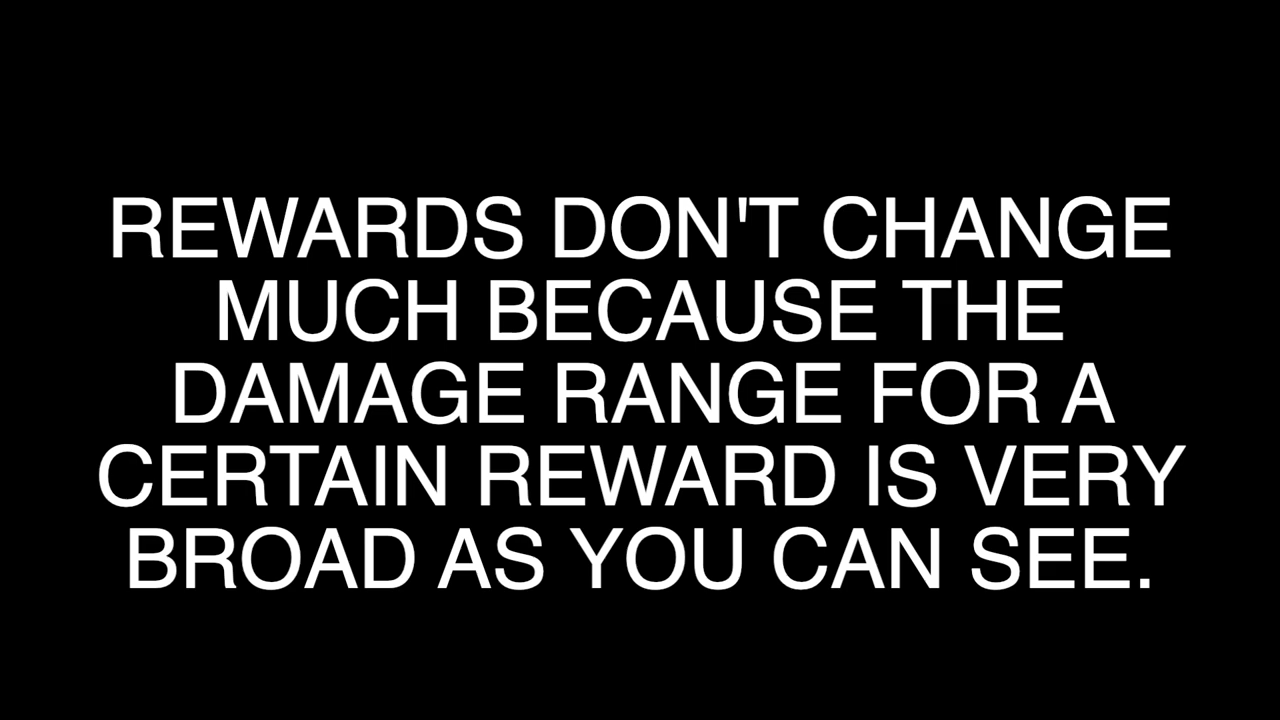 REWARDS DON'T CHANGE
MUCH BECAUSE THE
DAMAGE RANGE FOR A
CERTAIN REWARD IS VERY
BROAD AS YOU CAN SEE.